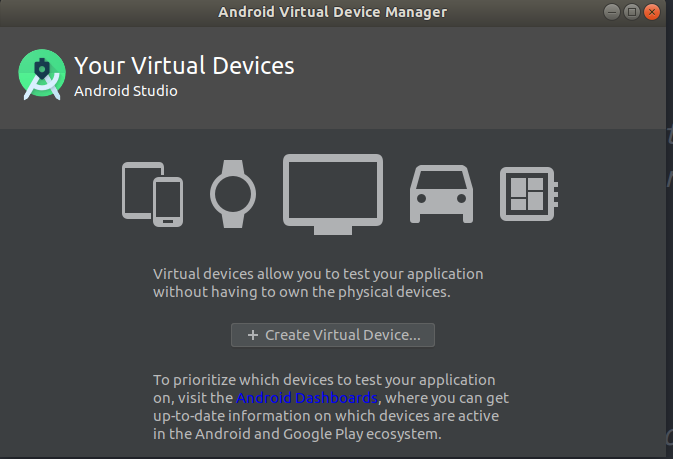 Android Virtual Device Manager
Your Virtual Devices
Android Studio
Virtual devices allow you to test your application
without having to own the physical devices.
+ Create Virtual Device...
To prioritize which devices to test your application
on, visit the Android Dashboards, where you can get
up-to-date information on which devices are active
in the Android and Google Play ecosystem.